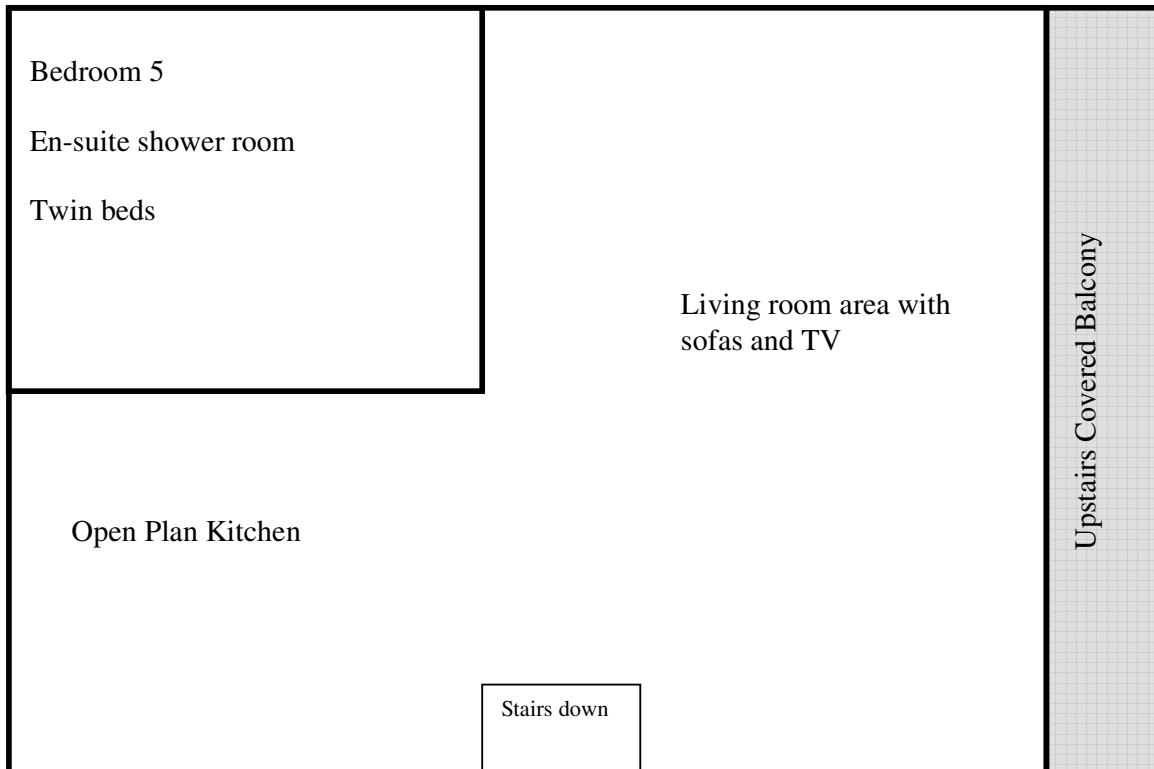 Bedroom 5
En-suite shower room
Twin beds
Living room area with
sofas and TV
Upstairs Covered Balcony
Open Plan Kitchen
Stairs down